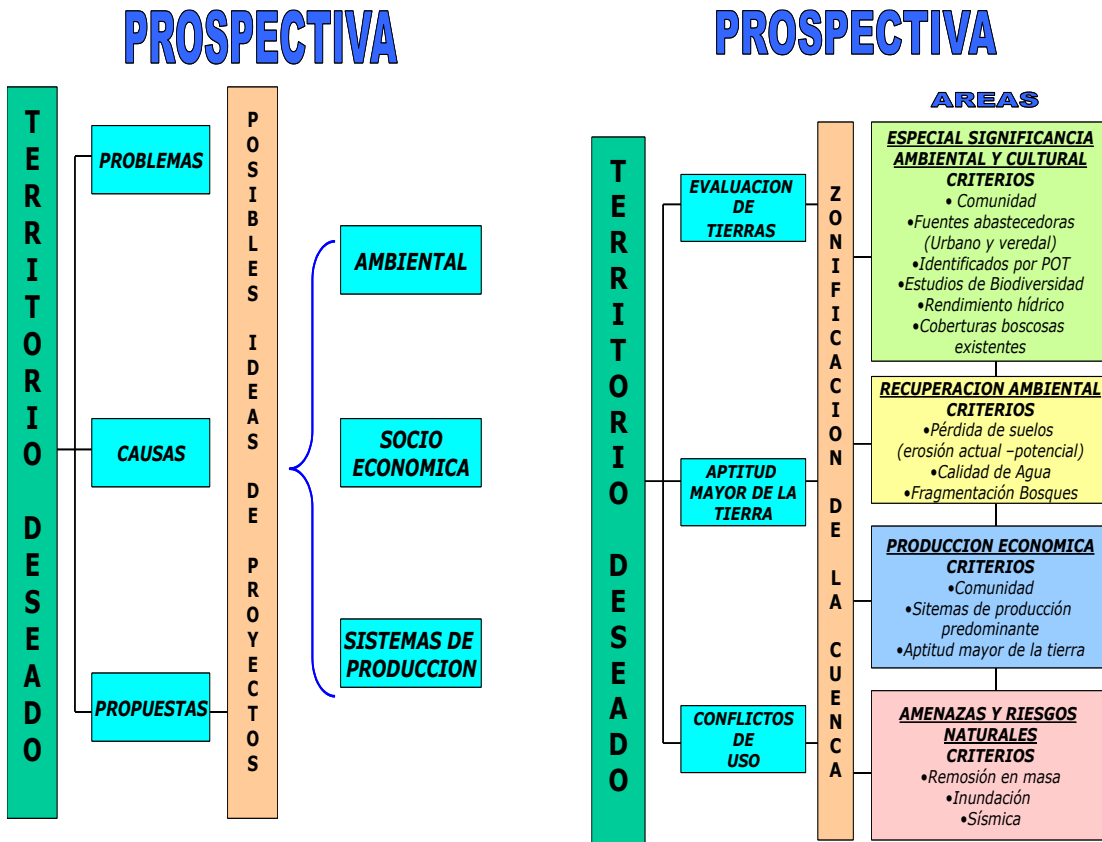 PROSPECTIVA
TERRITORIO DESEADO
PROBLEMAS
CAUSAS
PROPUESTAS
POSIBLES IDEAS DE PROYECTOS
AMBIENTAL
SOCIO
ECONOMICA
SISTEMAS DE
PRODUCCION
PROSPECTIVA
TERRITORIO DESEADO
EVALUACION
DE
TIERRAS
APTITUD
MAYOR DE LA
TIERRA
CONFLICTOS
DE
USO
ZONIFICACION DE LA CUENCA
AREAS
ESPECIAL SIGNIFICANCIA
AMBIENTAL Y CULTURAL
CRITERIOS
• Comunidad
•Fuentes abastecedoras
(Urbano y veredal)
•Identificados por POT
•Estudios de Biodiversidad
•Rendimiento hídrico
•Coberturas boscosas
existentes
RECUPERACION AMBIENTAL
CRITERIOS
•Pérdida de suelos
(erosión actual –potencial)
•Calidad de Agua
•Fragmentación Bosques
PRODUCCION ECONOMICA
CRITERIOS
•Comunidad
•Sitemas de producción
predominante
•Aptitud mayor de la tierra
AMENAZAS Y RIESGOS
NATURALES
CRITERIOS
•Remosión en masa
•Inundación
•Sísmica